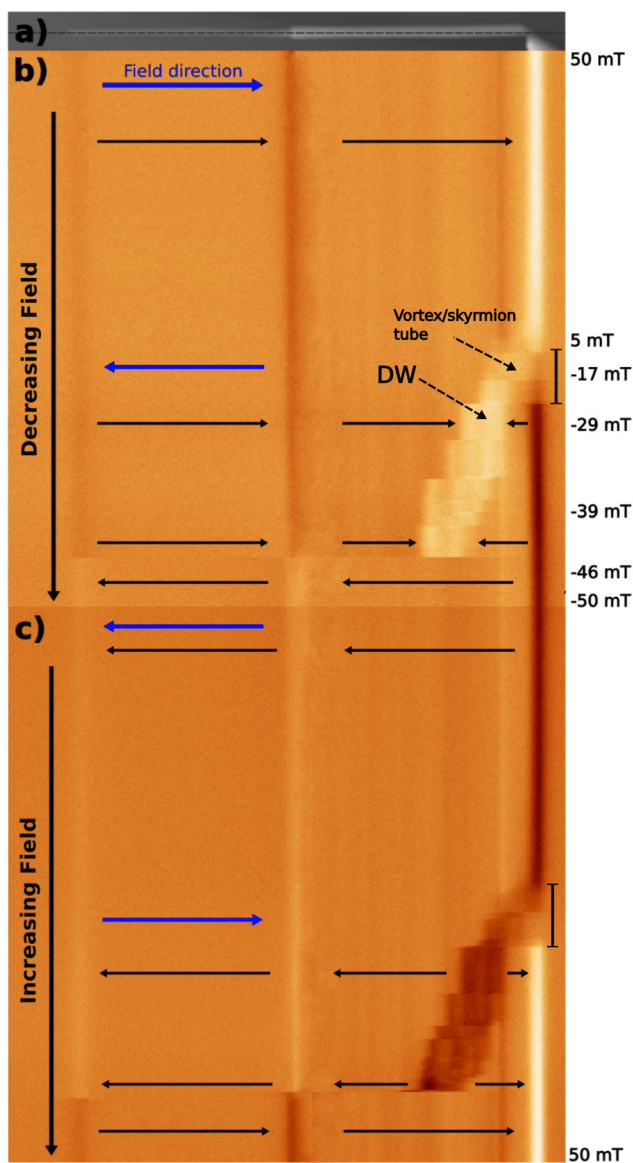 a)
b)
50 mT
Field direction
Decreasing Field
Vortex/skyrmion
tube
5 mT
-17 mT
DW
-29 mT
-39 mT
-46 mT
-50 mT
c)
Increasing Field
50 mT